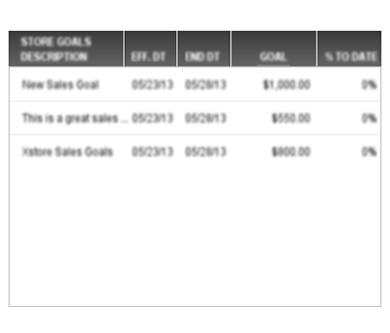 STORE GOALS
DESCRIPTION EFF. DT END DT GOAL % TO DATE
New Sales Goal 05/23/13 05/28/13 $1,000.00 0%
This is a great sales ... 05/23/13 05/28/13 $550.00 0%
Xstore Sales Goals 05/23/13 05/28/13 $800.00 0%